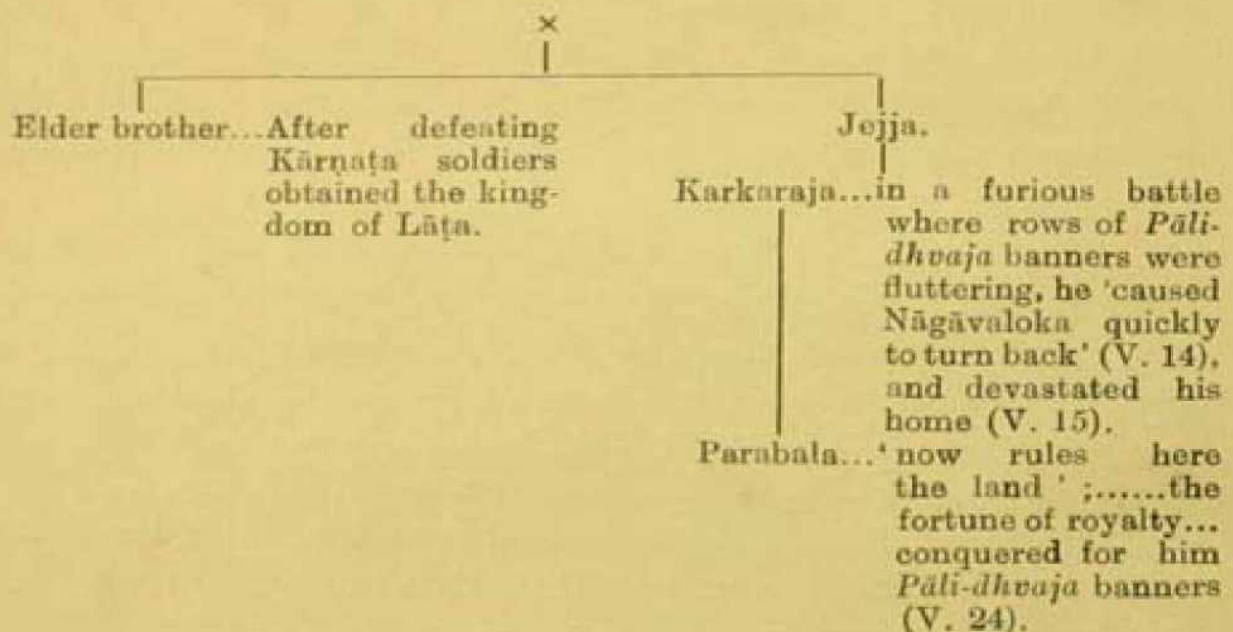 ×
Elder brother...After defeating
Kārṇaṭa soldiers
obtained the king-
dom of Lāṭa.
Jejja.
Karkaraja...in a furious battle
where rows of Pāli-
dhvaja banners were
fluttering, he 'caused
Nāgāvaloka quickly
to turn back' (V. 14),
and devastated his
home (V. 15).
Parabala...'now rules here
the land ' ;......the
fortune of royalty...
conquered for him
Pāli-dhvaja banners
(V. 24).